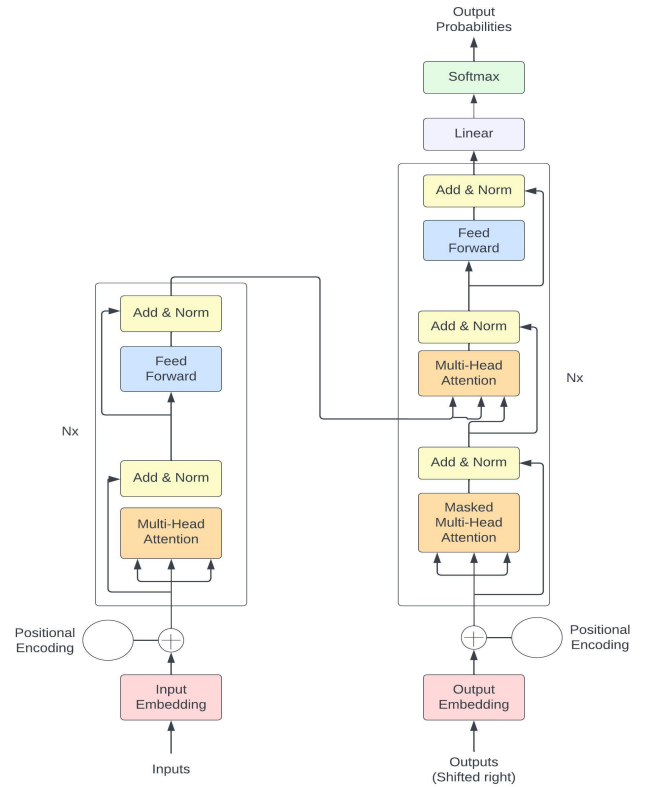 Output
Probabilities
Softmax
Linear
Add & Norm
Feed
Forward
Add & Norm
Multi-Head
Attention
Nx
Add & Norm
Masked
Multi-Head
Attention
Positional
Encoding
Output
Embedding
Outputs
(Shifted right)
Add & Norm
Feed
Forward
Nx
Add & Norm
Multi-Head
Attention
Positional
Encoding
Input
Embedding
Inputs